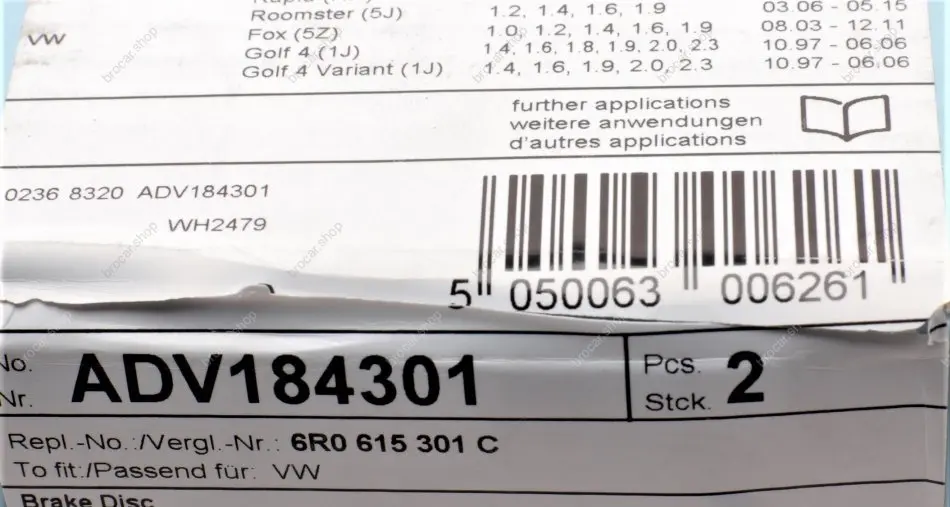 Roomster (5J) 1.2, 1.4, 1.6, 1.9 03.06 - 05.15
VW Fox (5Z) 1.0, 1.2, 1.4, 1.6, 1.9 08.03 - 12.11
Golf 4 (1J) 1.4, 1.6, 1.8, 1.9, 2.0, 2.3 10.97 - 06.06
Golf 4 Variant (1J) 1.4, 1.6, 1.9, 2.0, 2.3 10.97 - 06.06
further applications
weitere anwendungen
d'autres applications
0236 8320 ADV184301
WH2479
5 050063 006261
No.
Nr. ADV184301
Pcs.
Stck. 2
Repl.-No.:/Vergl.-Nr.: 6R0 615 301 C
To fit:/Passend für: VW
Brake Disc
brocar.shop